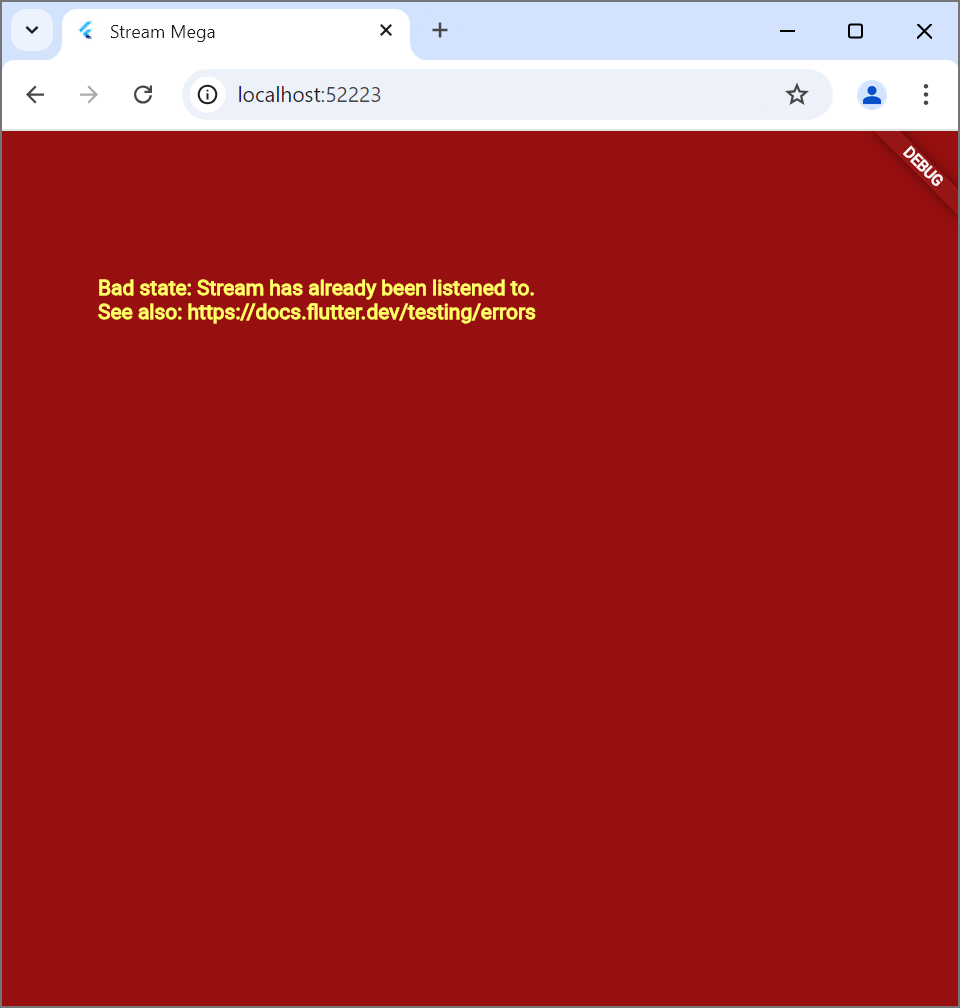 Stream Mega
localhost:52223
DEBUG
Bad state: Stream has already been listened to.
See also: https://docs.flutter.dev/testing/errors